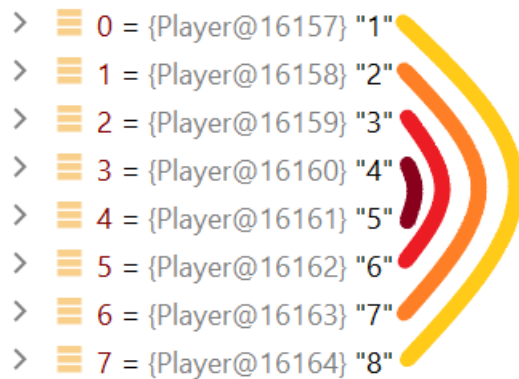 0 = {Player@16157} "1"
1 = {Player@16158} "2"
2 = {Player@16159} "3"
3 = {Player@16160} "4"
4 = {Player@16161} "5"
5 = {Player@16162} "6"
6 = {Player@16163} "7"
7 = {Player@16164} "8"